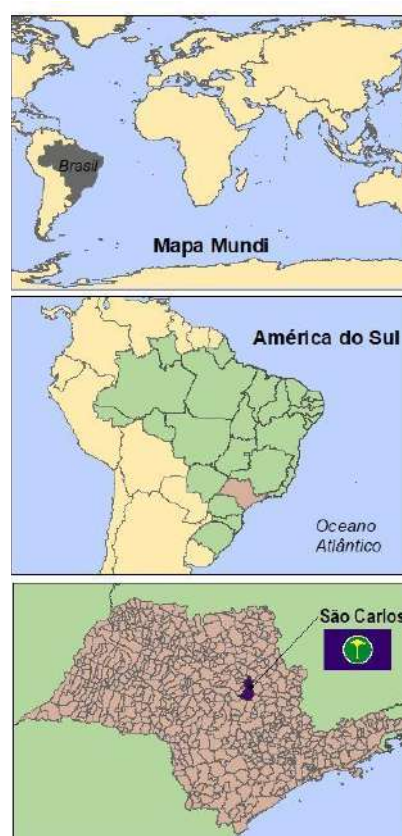 Brasil
Mapa Mundi
América do Sul
Oceano
Atlântico
São Carlos